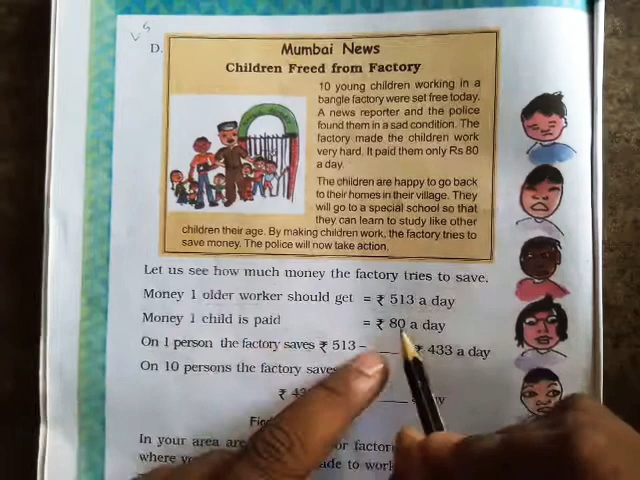 D.
Mumbai News
Children Freed from Factory
10 young children working in a
bangle factory were set free today.
A news reporter and the police
found them in a sad condition. The
factory made the children work
very hard. It paid them only Rs 80
a day.
The children are happy to go back
to their homes in their village. They
will go to a special school so that
they can learn to study like other
children their age. By making children work, the factory tries to
save money. The police will now take action.
Let us see how much money the factory tries to save.
Money 1 older worker should get = ₹ 513 a day
Money 1 child is paid = ₹ 80 a day
On 1 person the factory saves ₹ 513 – ₹ 433 a day
On 10 persons the factory saves
₹
In your area are